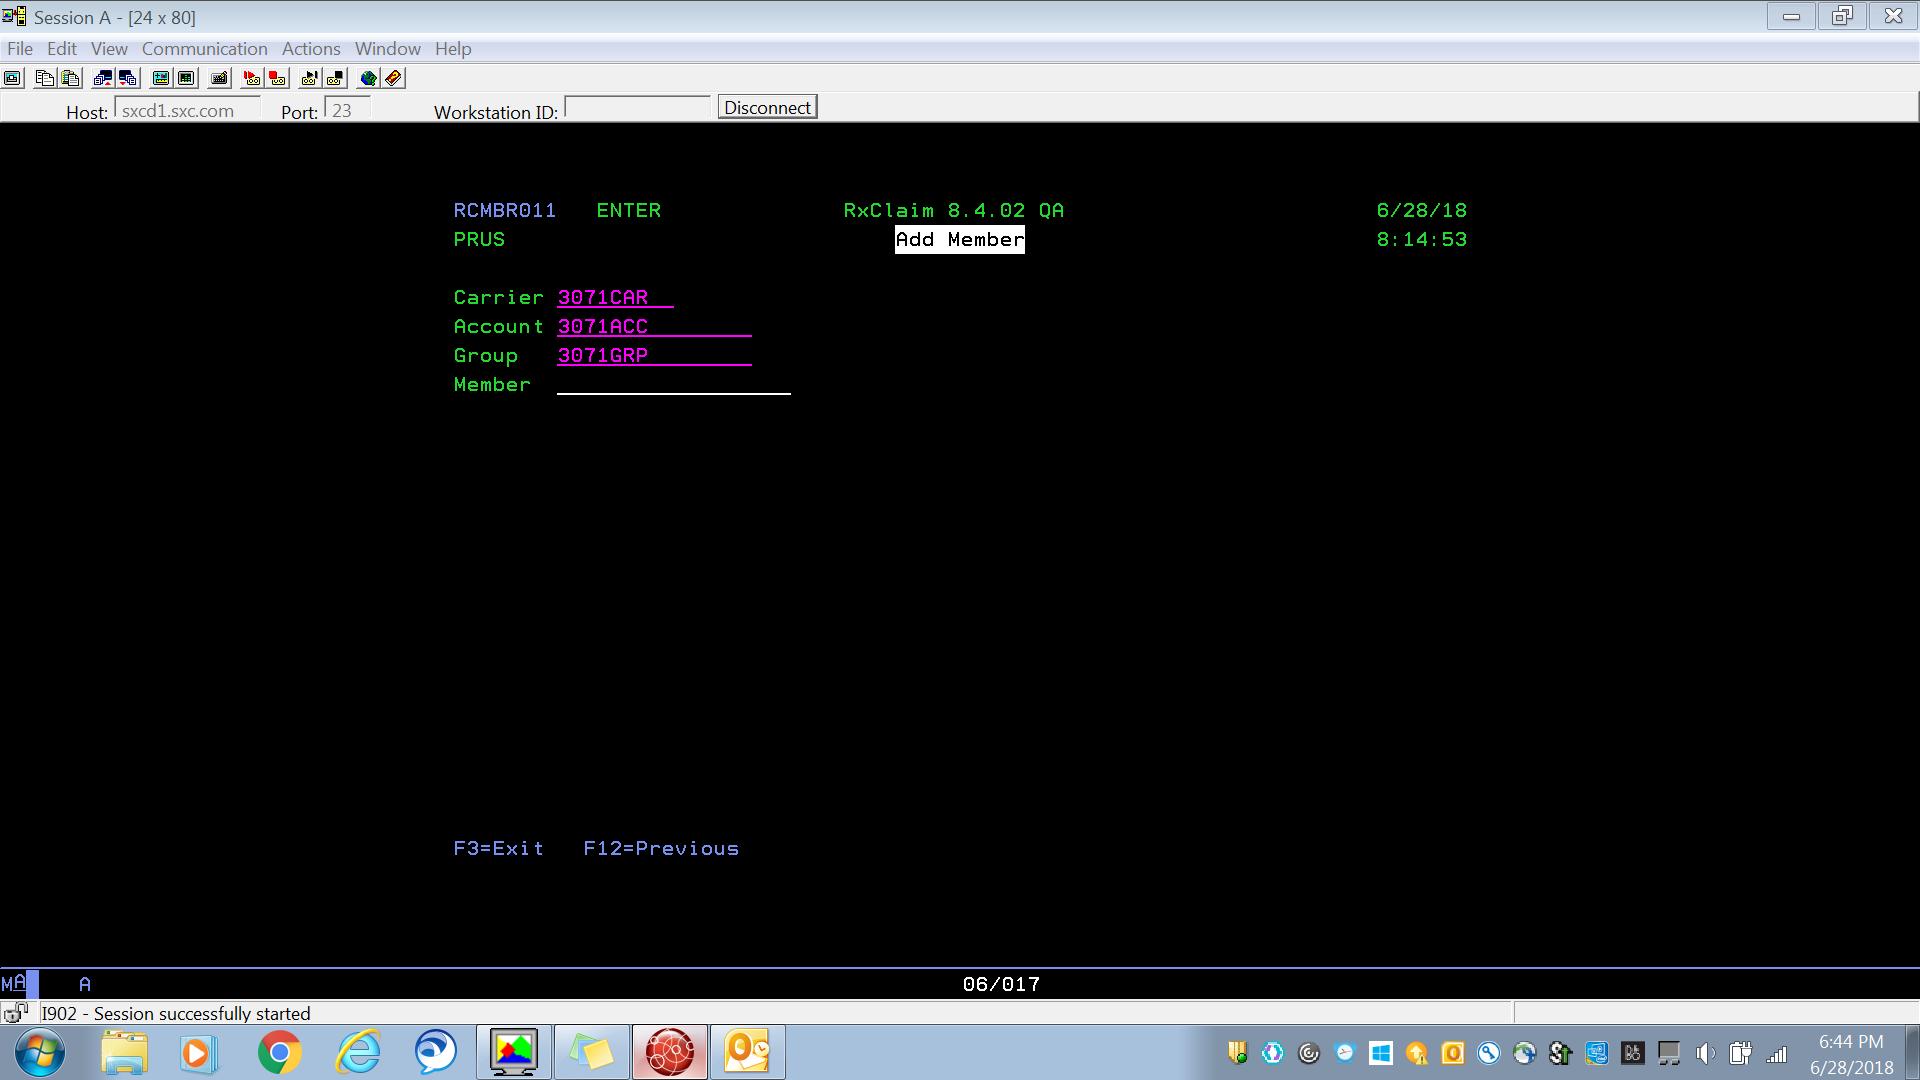 Session A - [24 x 80]
File Edit View Communication Actions Window Help
Host: sxcd1.sxc.com Port: 23 Workstation ID: Disconnect
RCMBR011 ENTER RxClaim 8.4.02 QA 6/28/18
PRUS Add Member 8:14:53
Carrier 3071CAR
Account 3071ACC
Group 3071GRP
Member
F3=Exit F12=Previous
MA A 06/017
I902 - Session successfully started
6:44 PM
6/28/2018